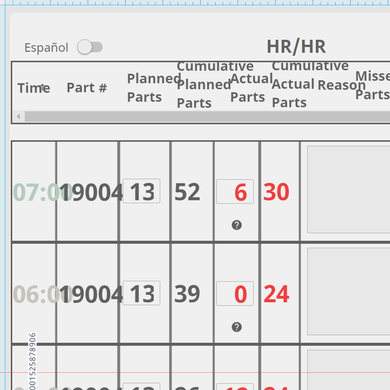 Español
HR/HR
Time Part # Planned Parts Cumulative Planned Parts Actual Parts Cumulative Actual Parts Reason Misse Parts
07:0 19004 13 52 6 30
06:0 19004 13 39 0 24
001525878906